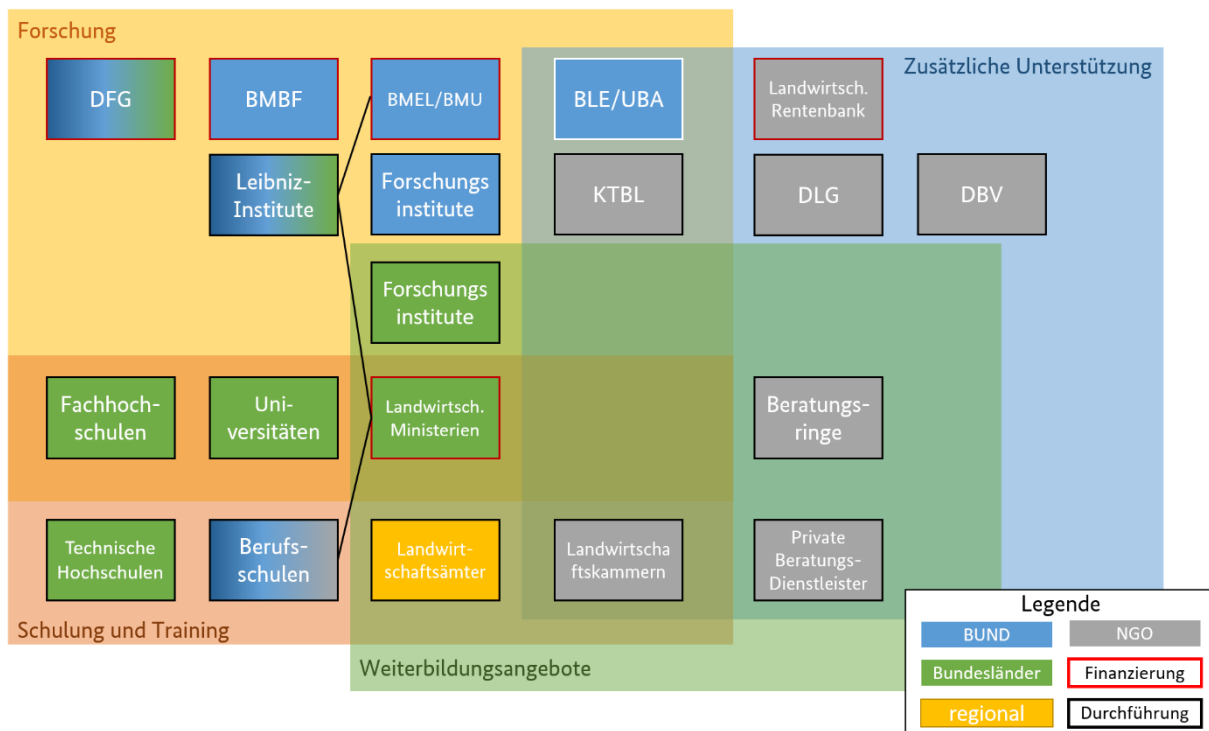 Forschung
Zusätzliche Unterstützung
DFG
BMBF
BMEL/BMU
BLE/UBA
Landwirtsch.
Rentenbank
Leibniz-
Institute
Forschungs
institute
KTBL
DLG
DBV
Forschungs
institute
Fachhoch-
schulen
Uni-
versitäten
Landwirtsch.
Ministerien
Beratungs-
ringe
Technische
Hochschulen
Berufs-
schulen
Landwirt-
schaftsämter
Landwirtscha
ftskammern
Private
Beratungs-
Dienstleister
Schulung und Training
Weiterbildungsangebote
Legende
BUND
NGO
Bundesländer
Finanzierung
regional
Durchführung